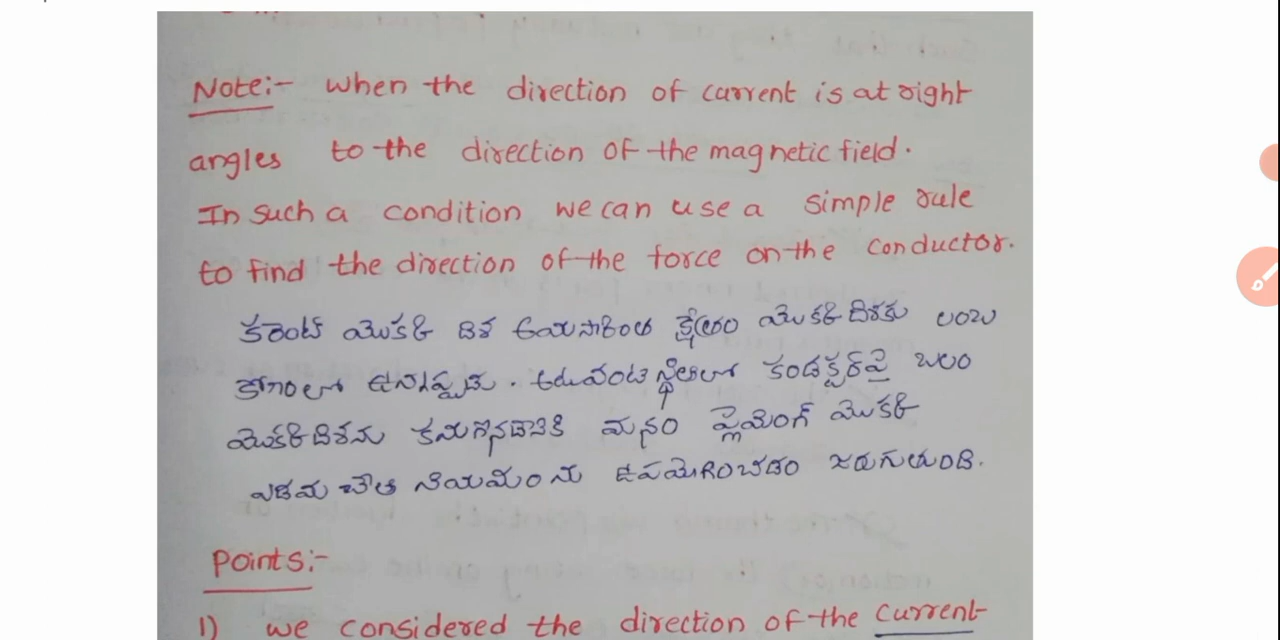 Note:- when the direction of current is at right
angles to the direction of the magnetic field.
In such a condition we can use a simple rule
to find the direction of the force on the conductor.
కరెంట్ యొక్క దిశ అయస్కాంత క్షేత్రం యొక్క దిశకు లంబ
కోణంలో ఉన్నప్పుడు. అటువంటి స్థితిలో కండక్టర్‌పై బలం
యొక్క దిశను కనుగొనడానికి మనం ఫ్లెమింగ్ యొక్క
ఎడమ చేతి నియమం ను ఉపయోగించడం జరుగుతుంది.
Points:-
1) we considered the direction of the current-